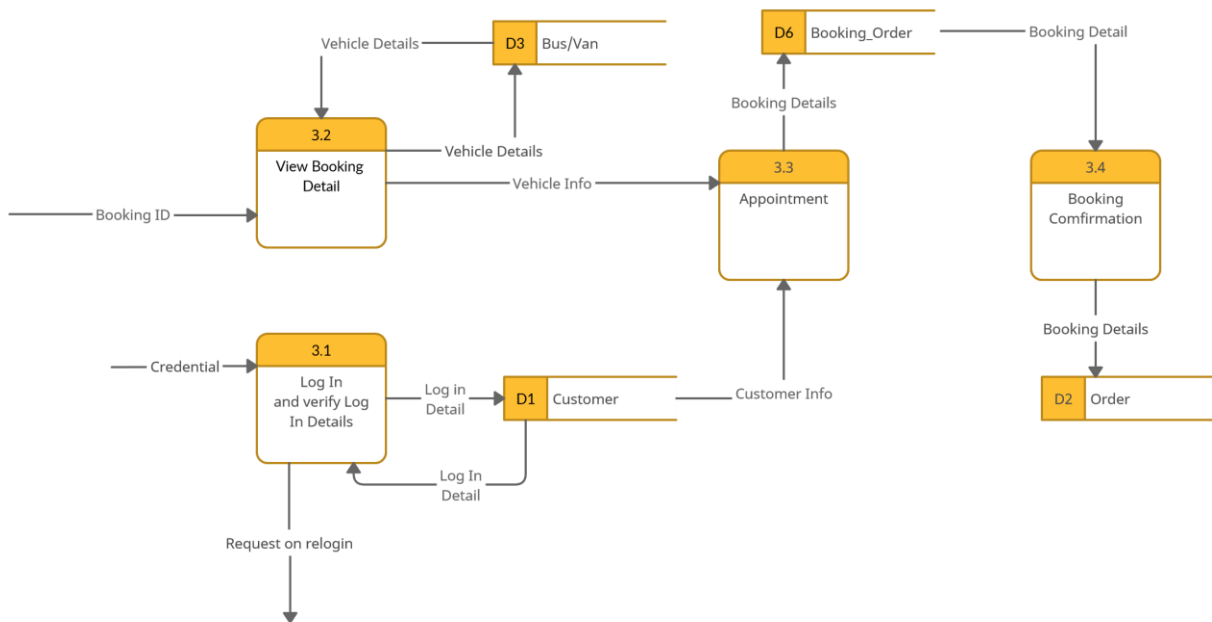 Vehicle Details
D3
Bus/Van
D6
Booking_Order
Booking Detail
Booking Details
3.2
View Booking
Detail
Vehicle Details
Vehicle Info
Booking ID
3.3
Appointment
3.4
Booking
Comfirmation
Booking Details
3.1
Log In
and verify Log
In Details
Credential
Log in
Detail
D1
Customer
Customer Info
D2
Order
Log In
Detail
Request on relogin